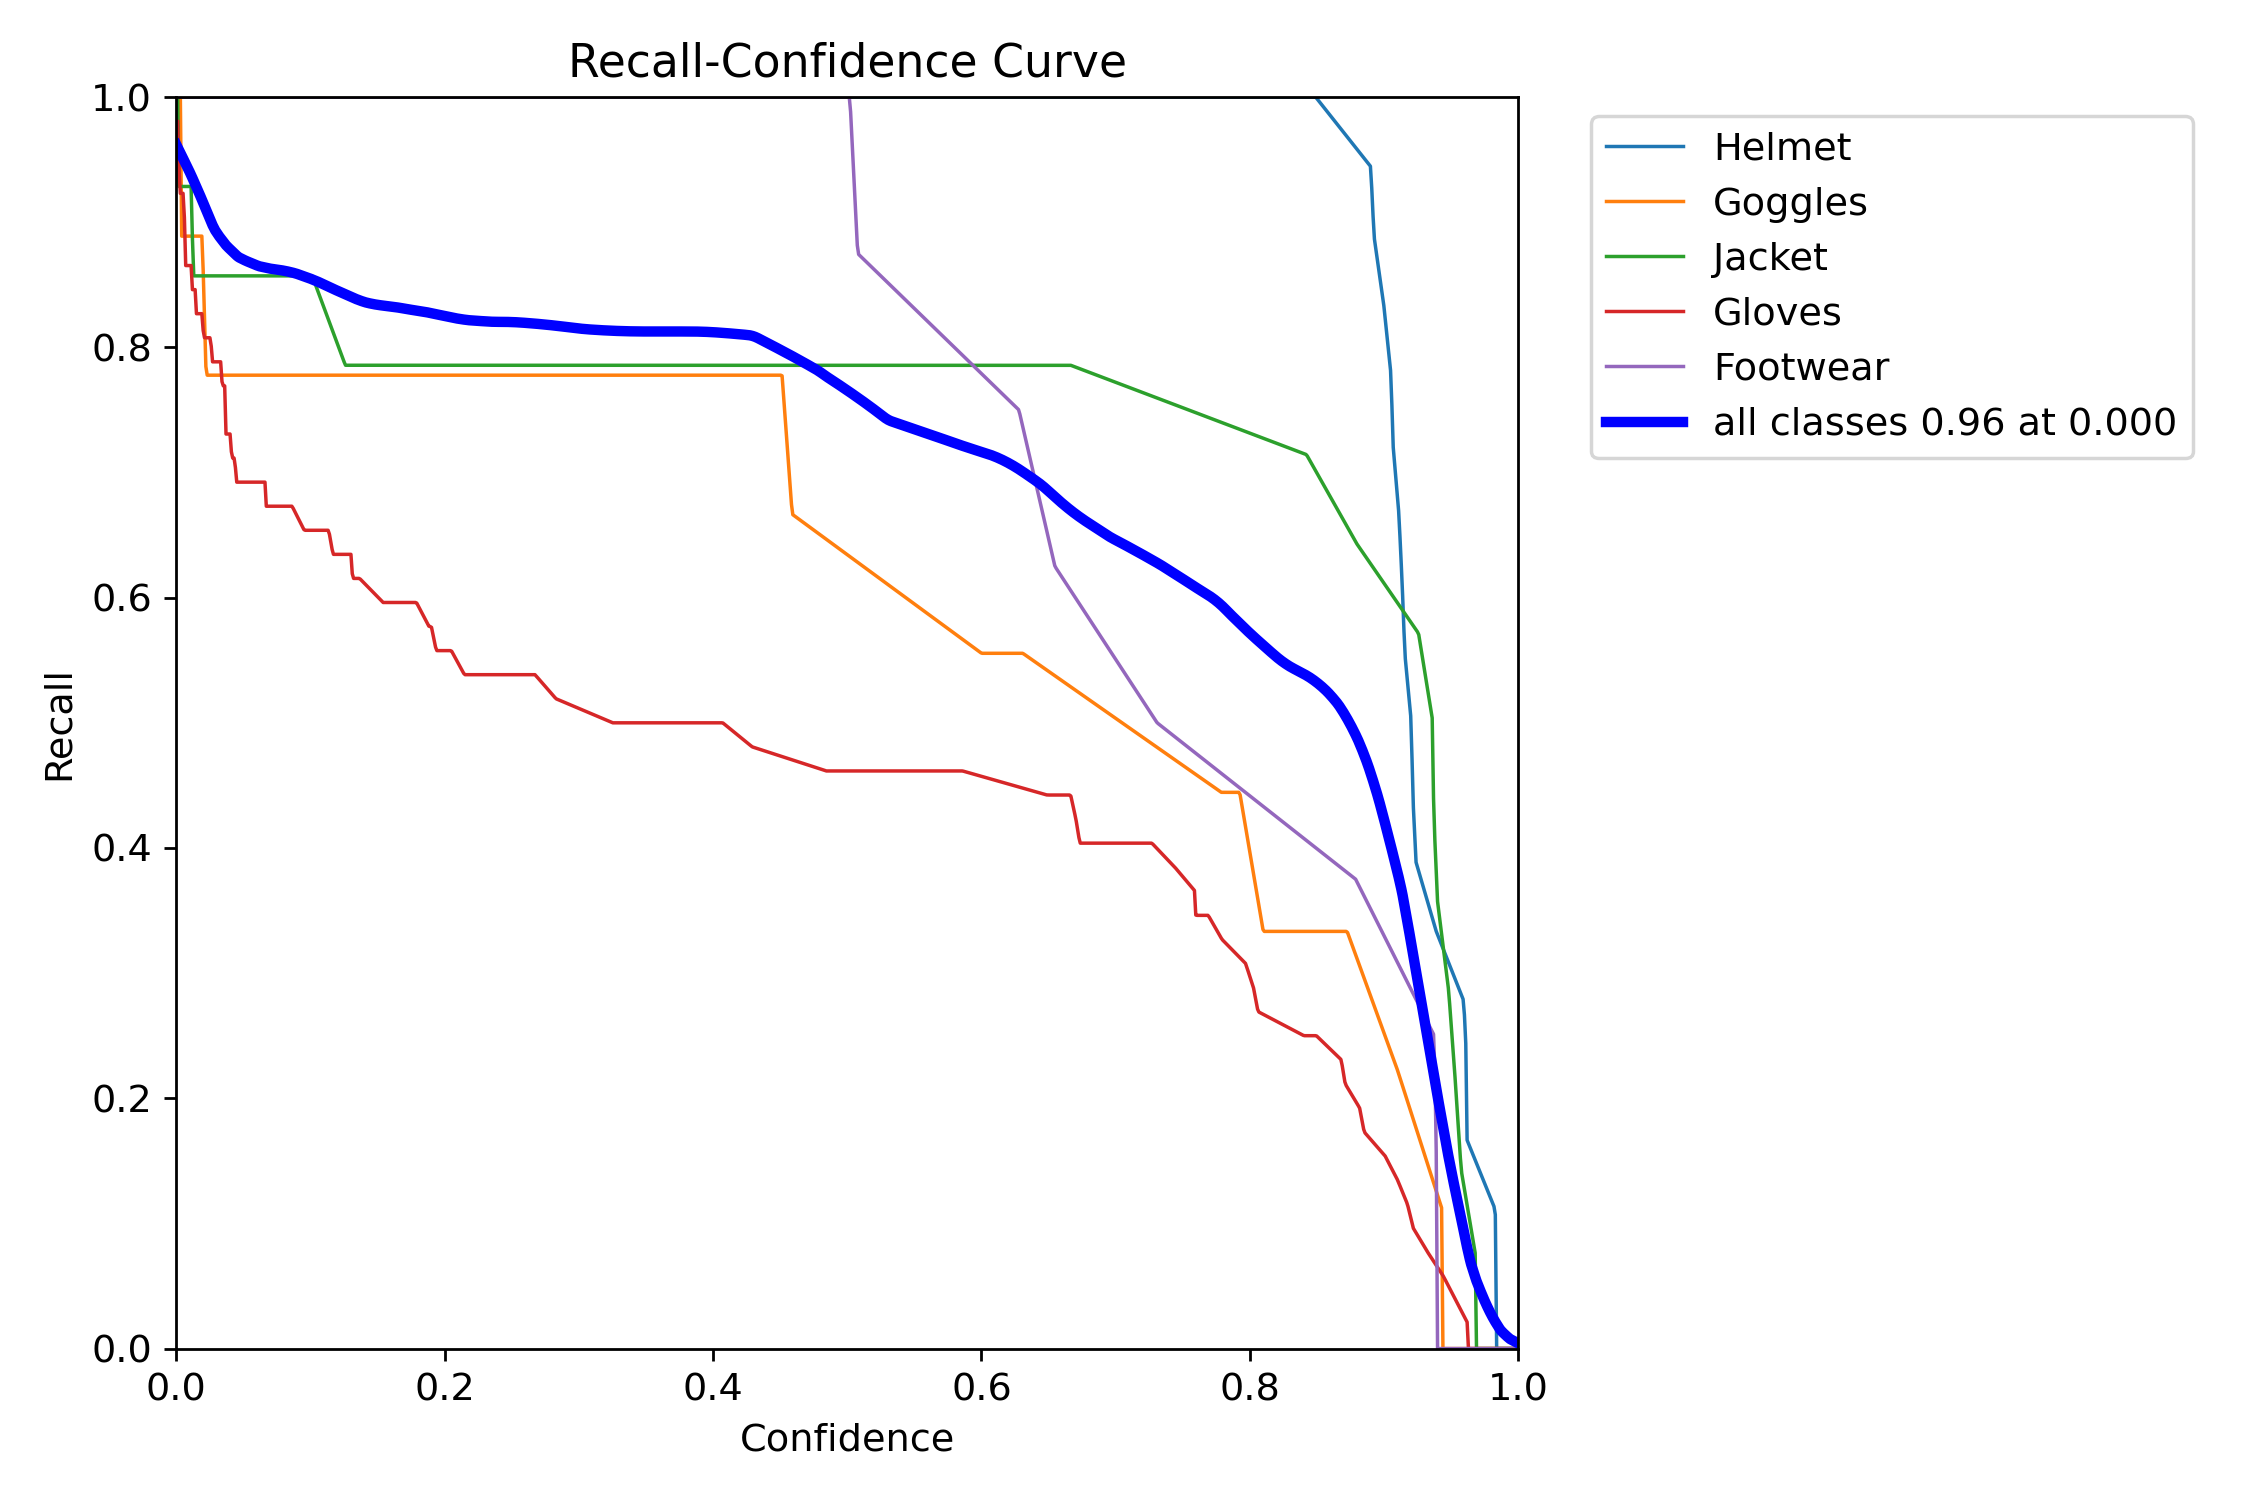 Recall-Confidence Curve
1.0
0.8
0.6
0.4
0.2
0.0
Recall
0.0 0.2 0.4 0.6 0.8 1.0
Confidence
Helmet
Goggles
Jacket
Gloves
Footwear
all classes 0.96 at 0.000